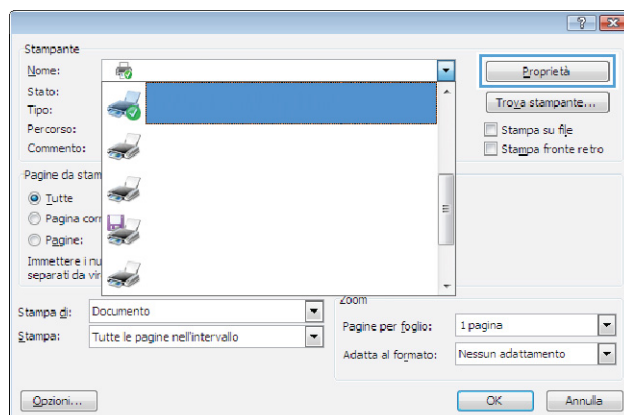 ?
Stampante
Nome:
Proprietà
Stato:
Tipo:
Trova stampante...
Percorso:
Stampa su file
Commento:
Stampa fronte retro
Pagine da stam
Tutte
Pagina corr
Pagine:
Immettere i nu
separati da vir
Stampa di:
Documento
Stampa:
Tutte le pagine nell'intervallo
Zoom
Pagine per foglio:
1 pagina
Adatta al formato:
Nessun adattamento
Opzioni...
OK
Annulla